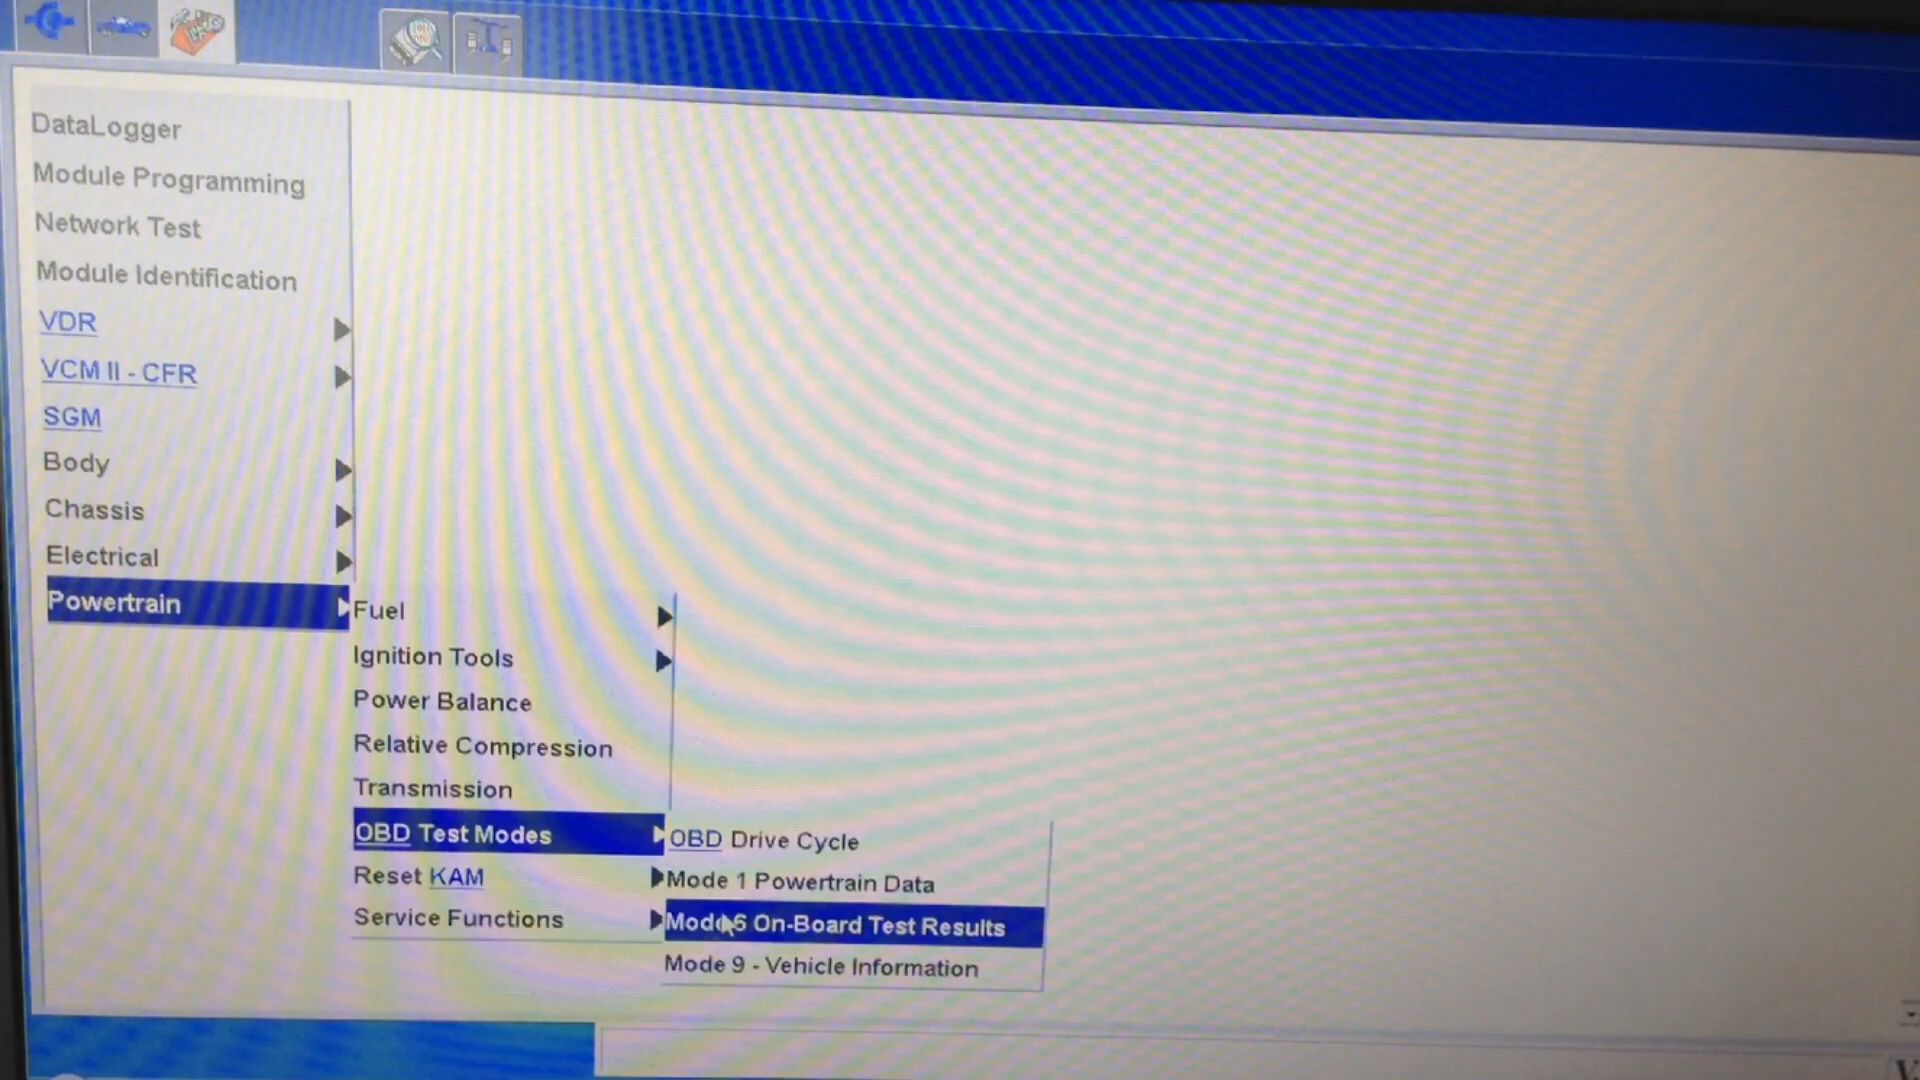 DataLogger
Module Programming
Network Test
Module Identification
VDR
VCM II - CFR
SGM
Body
Chassis
Electrical
Powertrain
Fuel
Ignition Tools
Power Balance
Relative Compression
Transmission
OBD Test Modes
Reset KAM
Service Functions
OBD Drive Cycle
Mode 1 Powertrain Data
Mode 6 On-Board Test Results
Mode 9 - Vehicle Information